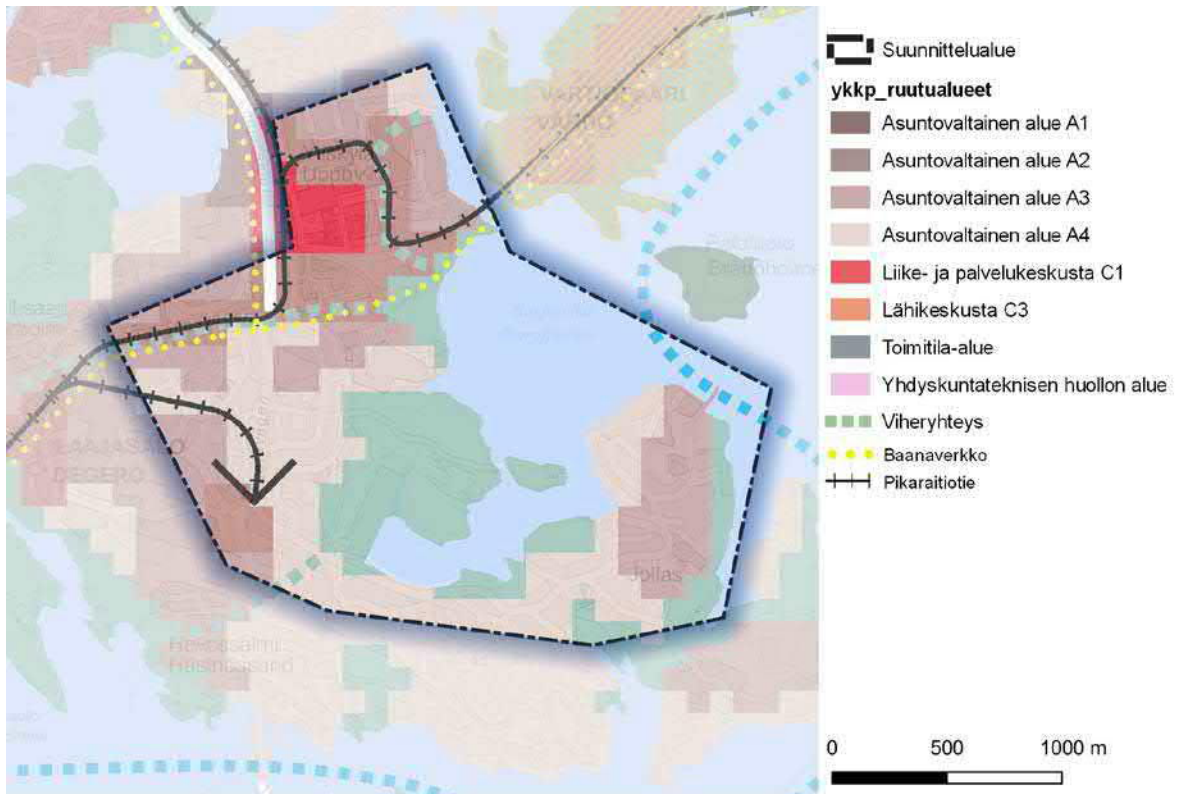 Suunnittelualue
ykkp_ruutualueet
Asuntovaltainen alue A1
Asuntovaltainen alue A2
Asuntovaltainen alue A3
Asuntovaltainen alue A4
Liike- ja palvelukeskusta C1
Lähikeskusta C3
Toimitila-alue
Yhdyskuntateknisen huollon alue
Viheryhteys
Baanaverkko
Pikaraitiotie
0 500 1000 m
Jollas
DEGERÖ